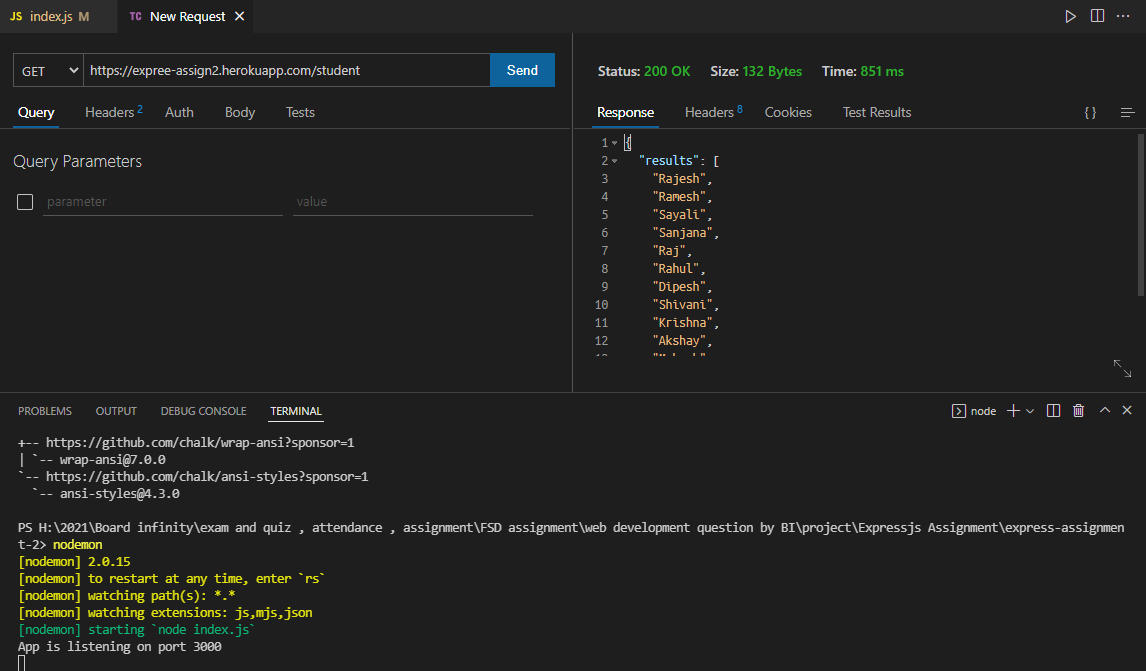 JS index.js M
TC New Request
GET https://expree-assign2.herokuapp.com/student Send
Query Headers 2 Auth Body Tests
Query Parameters
parameter value
Status: 200 OK Size: 132 Bytes Time: 851 ms
Response Headers 8 Cookies Test Results { }
1 {
2 "results": [
3 "Rajesh",
4 "Ramesh",
5 "Sayali",
6 "Sanjana",
7 "Raj",
8 "Rahul",
9 "Dipesh",
10 "Shivani",
11 "Krishna",
12 "Akshay",
PROBLEMS OUTPUT DEBUG CONSOLE TERMINAL node
+-- https://github.com/chalk/wrap-ansi?sponsor=1
| `-- wrap-ansi@7.0.0
`-- https://github.com/chalk/ansi-styles?sponsor=1
`-- ansi-styles@4.3.0
PS H:\2021\Board infinity\exam and quiz , attendance , assignment\FSD assignment\web development question by BI\project\Expressjs Assignment\express-assignmen
t-2> nodemon
[nodemon] 2.0.15
[nodemon] to restart at any time, enter `rs`
[nodemon] watching path(s): *.*
[nodemon] watching extensions: js,mjs,json
[nodemon] starting `node index.js`
App is listening on port 3000